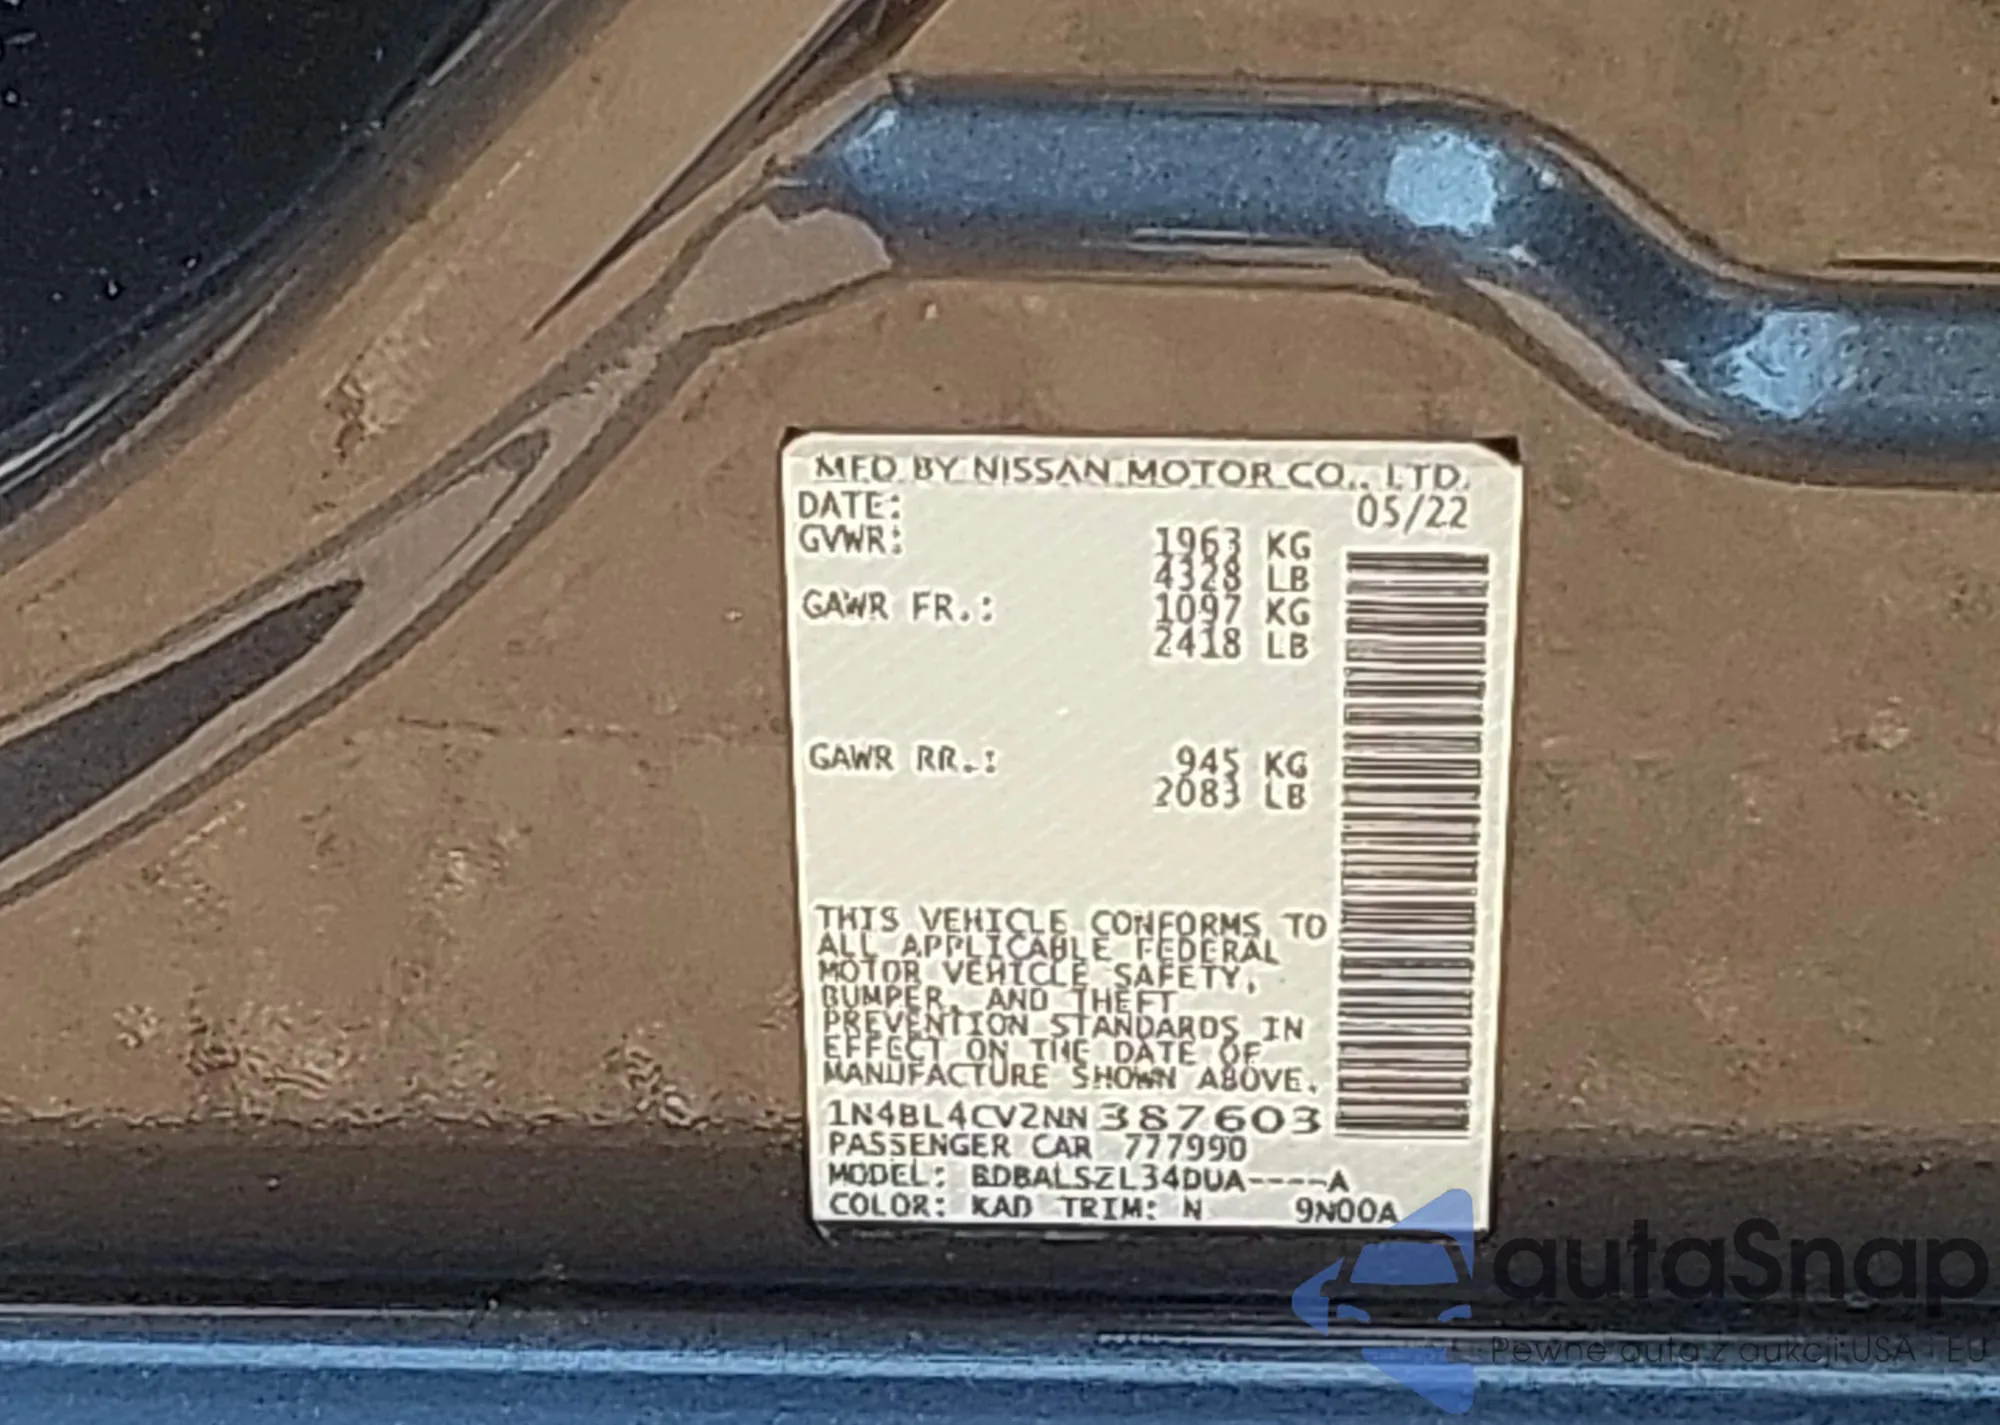 MFD BY NISSAN MOTOR CO., LTD.
DATE: 05/22
GVWR: 1963 KG
4328 LB
GAWR FR.: 1097 KG
2418 LB
GAWR RR.: 945 KG
2083 LB
THIS VEHICLE CONFORMS TO
ALL APPLICABLE FEDERAL
MOTOR VEHICLE SAFETY,
BUMPER, AND THEFT
PREVENTION STANDARDS IN
EFFECT ON THE DATE OF
MANUFACTURE SHOWN ABOVE.
1N4BL4CV2NN387603
PASSENGER CAR 777990
MODEL: BDBALSZL34DUA----A
COLOR: KAD TRIM: N 9N00A
autaSnap
Pewne auta z aukcji USA i EU